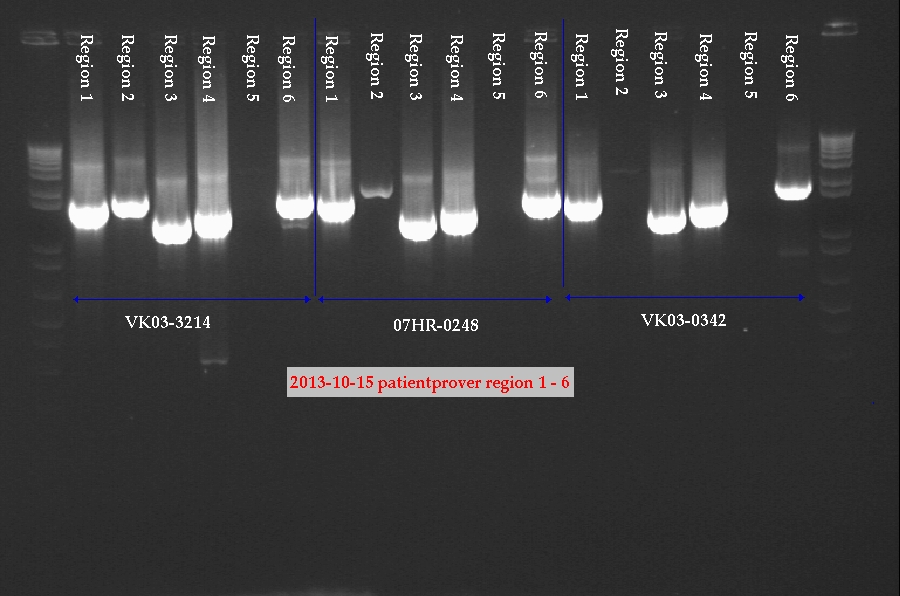 Region 1
Region 2
Region 3
Region 4
Region 5
Region 6
Region 1
Region 2
Region 3
Region 4
Region 5
Region 6
Region 1
Region 2
Region 3
Region 4
Region 5
Region 6
VK03-3214
07HR-0248
VK03-0342
2013-10-15 patientprover region 1 - 6